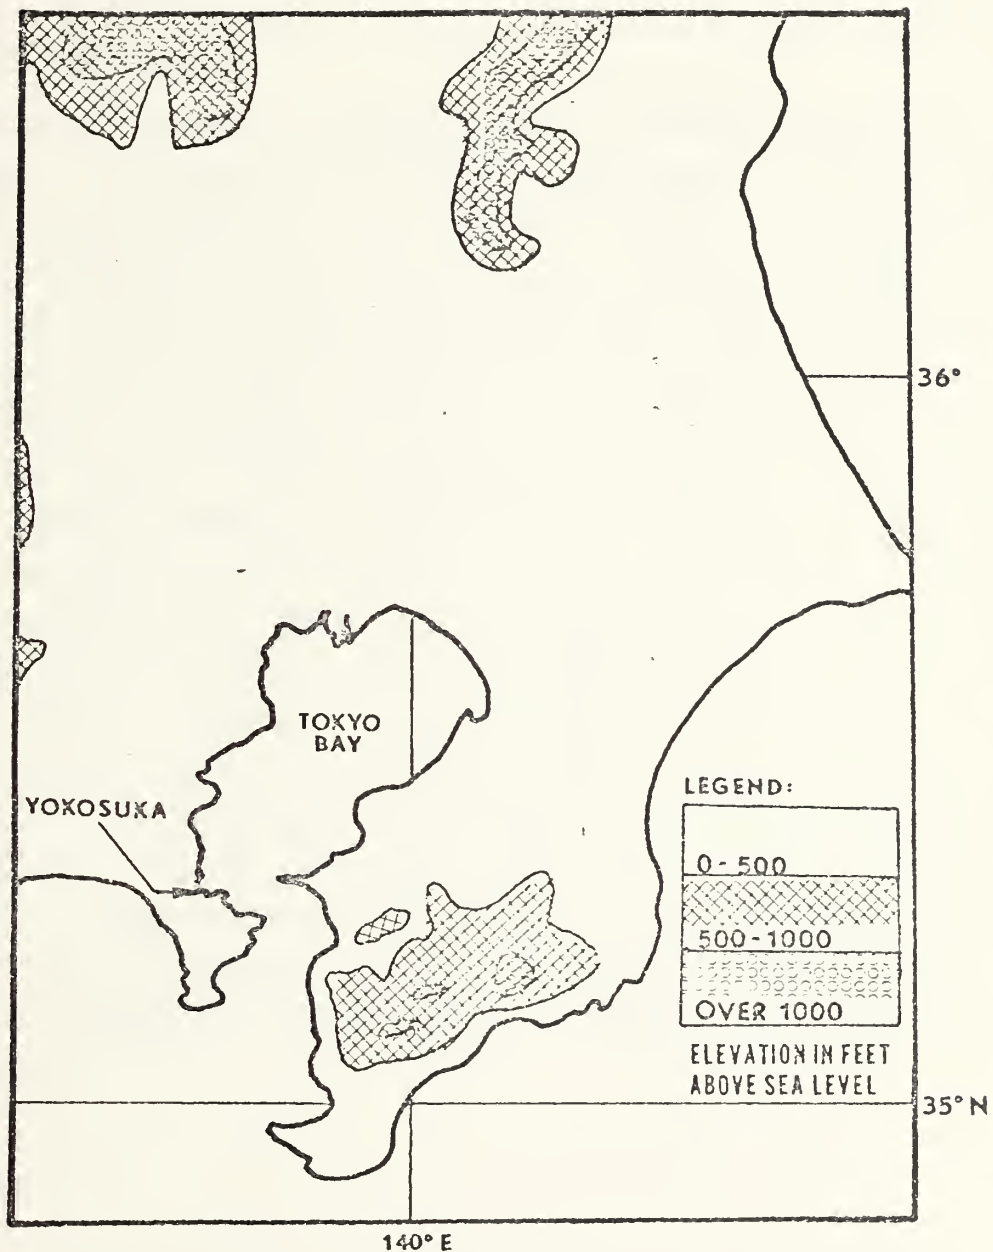 36°
TOKYO
BAY
YOKOSUKA
LEGEND:
0-500
500-1000
OVER 1000
ELEVATION IN FEET
ABOVE SEA LEVEL
35° N
140° E